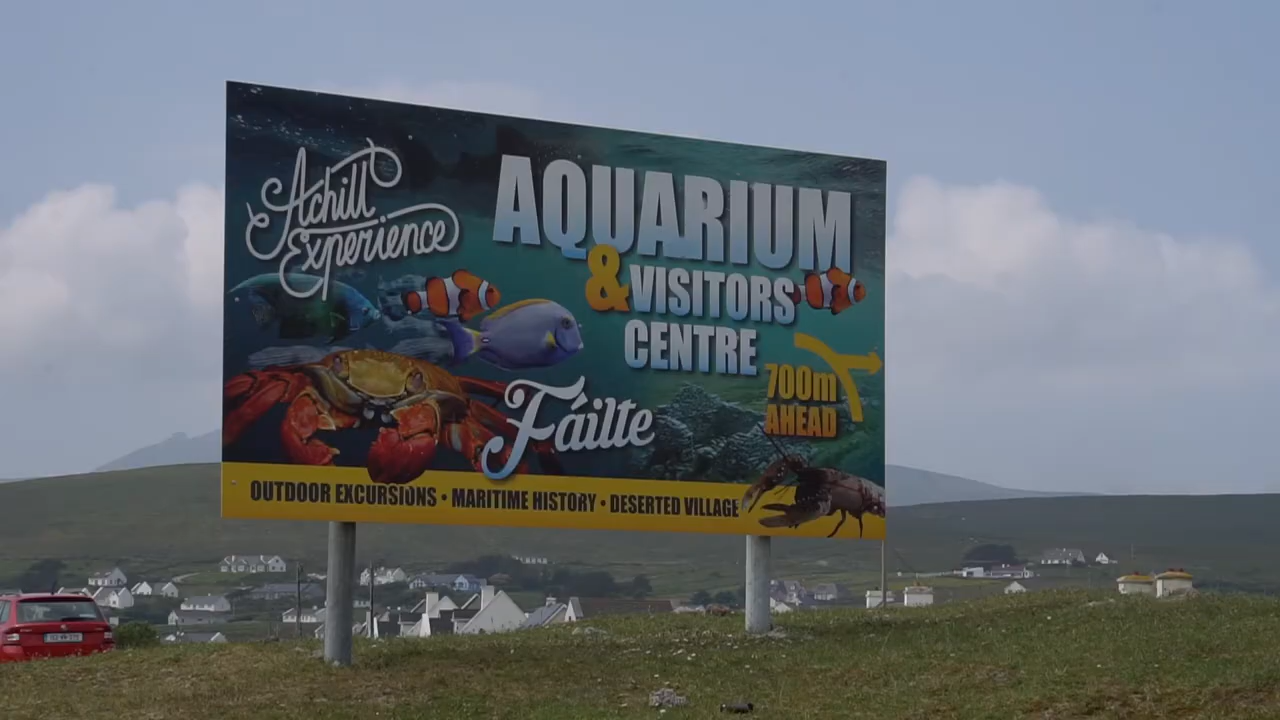 Achill
Experience
AQUARIUM
& VISITORS
CENTRE
700m
AHEAD
Fáilte
OUTDOOR EXCURSIONS • MARITIME HISTORY • DESERTED VILLAGE